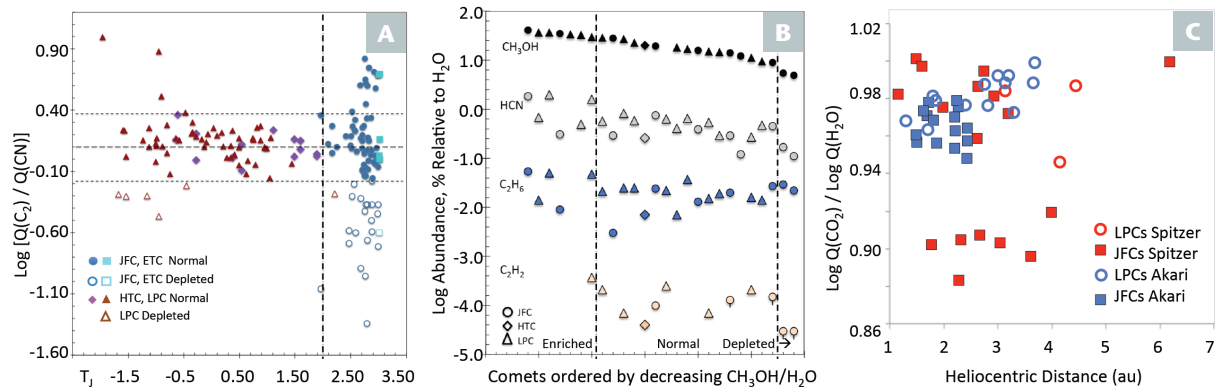 A
Log [Q(C₂) / Q(CN)]
0.90
0.40
-0.10
-0.60
-1.10
-1.60
JFC, ETC Normal
JFC, ETC Depleted
HTC, LPC Normal
LPC Depleted
T_J -1.5 -0.5 0.50 1.50 2.50 3.50
B
Log Abundance, % Relative to H₂O
2.0
1.0
0.0
-1.0
-2.0
-3.0
-4.0
-5.0
CH₃OH
HCN
C₂H₆
C₂H₂
JFC
HTC
LPC
Enriched Normal Depleted →
Comets ordered by decreasing CH₃OH/H₂O
C
Log Q(CO₂) / Log Q(H₂O)
1.02
0.98
0.94
0.90
0.86
LPCs Spitzer
JFCs Spitzer
LPCs Akari
JFCs Akari
1 2 3 4 5 6 7
Heliocentric Distance (au)